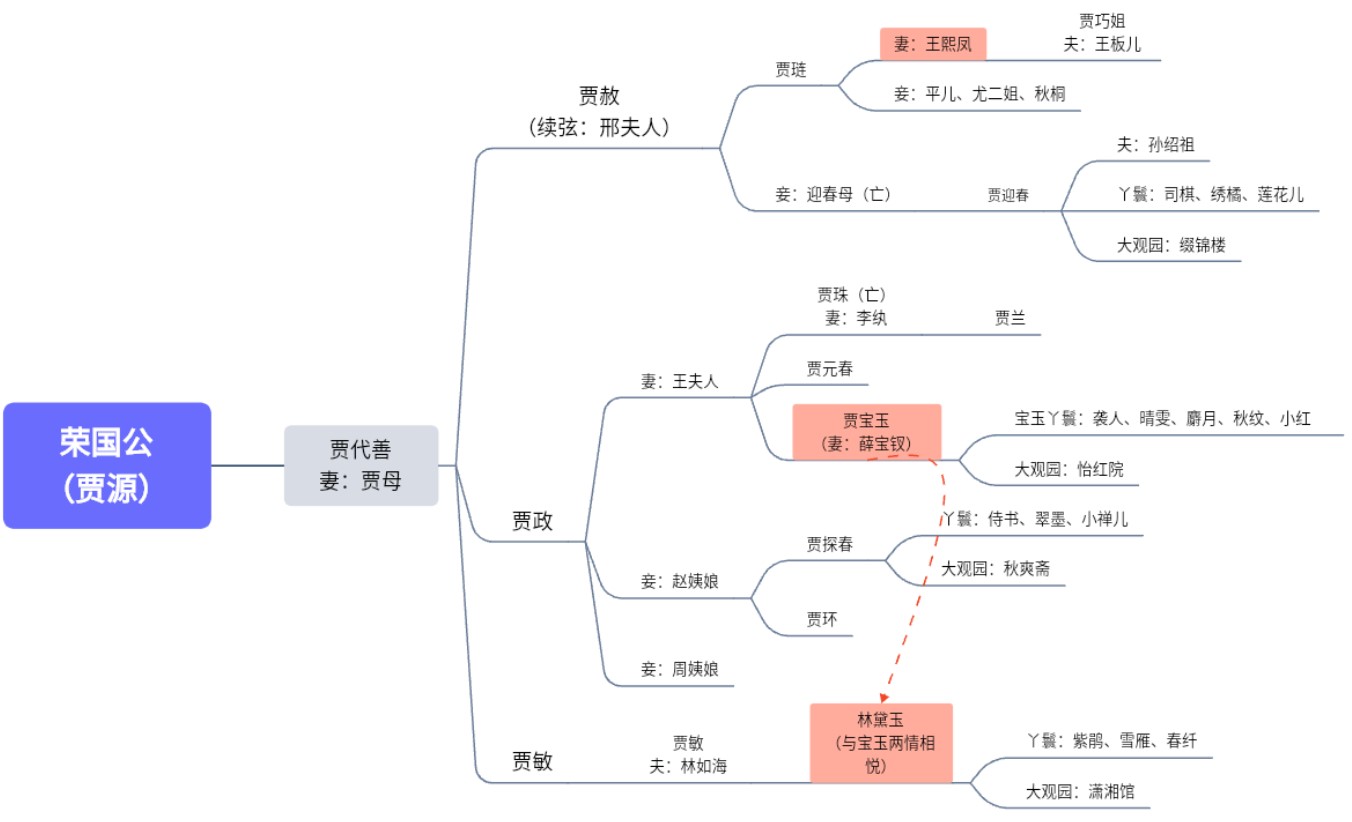 荣国公
（贾源）
贾代善
妻：贾母
贾赦
（续弦：邢夫人）
贾琏
妻：王熙凤
贾巧姐
夫：王板儿
妾：平儿、尤二姐、秋桐
妾：迎春母（亡）
贾迎春
夫：孙绍祖
丫鬟：司棋、绣橘、莲花儿
大观园：缀锦楼
贾政
妻：王夫人
贾珠（亡）
妻：李纨
贾兰
贾元春
贾宝玉
（妻：薛宝钗）
宝玉丫鬟：袭人、晴雯、麝月、秋纹、小红
大观园：怡红院
妾：赵姨娘
贾探春
丫鬟：侍书、翠墨、小禅儿
大观园：秋爽斋
贾环
妾：周姨娘
贾敏
贾敏
夫：林如海
林黛玉
（与宝玉两情相
悦）
丫鬟：紫鹃、雪雁、春纤
大观园：潇湘馆